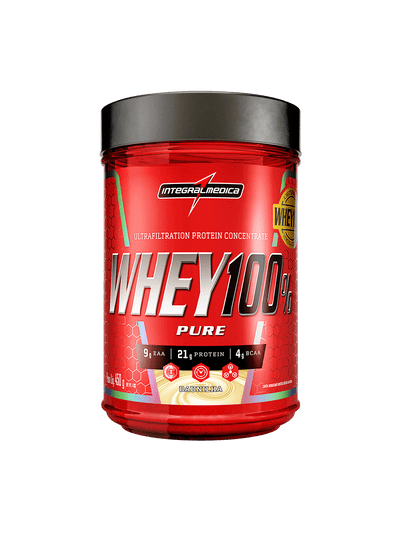 INTEGRALMEDICA
WHEY
ULTRAFILTRATION PROTEIN CONCENTRATE
WHEY100%
PURE
9g EAA | 21g PROTEIN | 4g BCAA
BAUNILHA